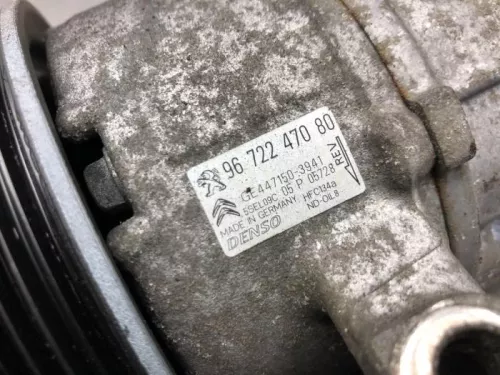 96 722 470 80
GE447150-3941
5SEL09C 05 P 05728
MADE IN GERMANY HFC134a
DENSO ND-OIL8
REV